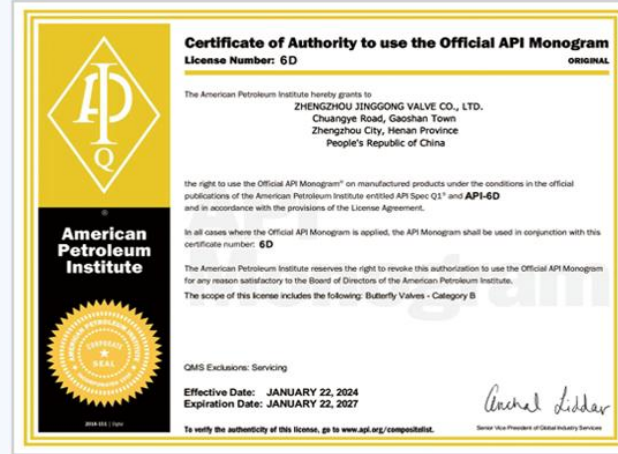 Certificate of Authority to use the Official API Monogram
License Number: 6D
ORIGINAL
API
Q
®
American
Petroleum
Institute
AMERICAN PETROLEUM INSTITUTE
CORPORATE
SEAL
The American Petroleum Institute hereby grants to
ZHENGZHOU JINGGONG VALVE CO., LTD.
Chuangye Road, Gaoshan Town
Zhengzhou City, Henan Province
People's Republic of China
the right to use the Official API Monogram® on manufactured products under the conditions in the official
publications of the American Petroleum Institute entitled API Spec Q1® and API-6D
and in accordance with the provisions of the License Agreement.
In all cases where the Official API Monogram is applied, the API Monogram shall be used in conjunction with this
certificate number: 6D
The American Petroleum Institute reserves the right to revoke this authorization to use the Official API Monogram
for any reason satisfactory to the Board of Directors of the American Petroleum Institute.
The scope of this license includes the following: Butterfly Valves - Category B
API
Monogram
QMS Exclusions: Servicing
Effective Date: JANUARY 22, 2024
Expiration Date: JANUARY 22, 2027
To verify the authenticity of this license, go to www.api.org/compositelist.
Senior Vice President of Global Industry Services